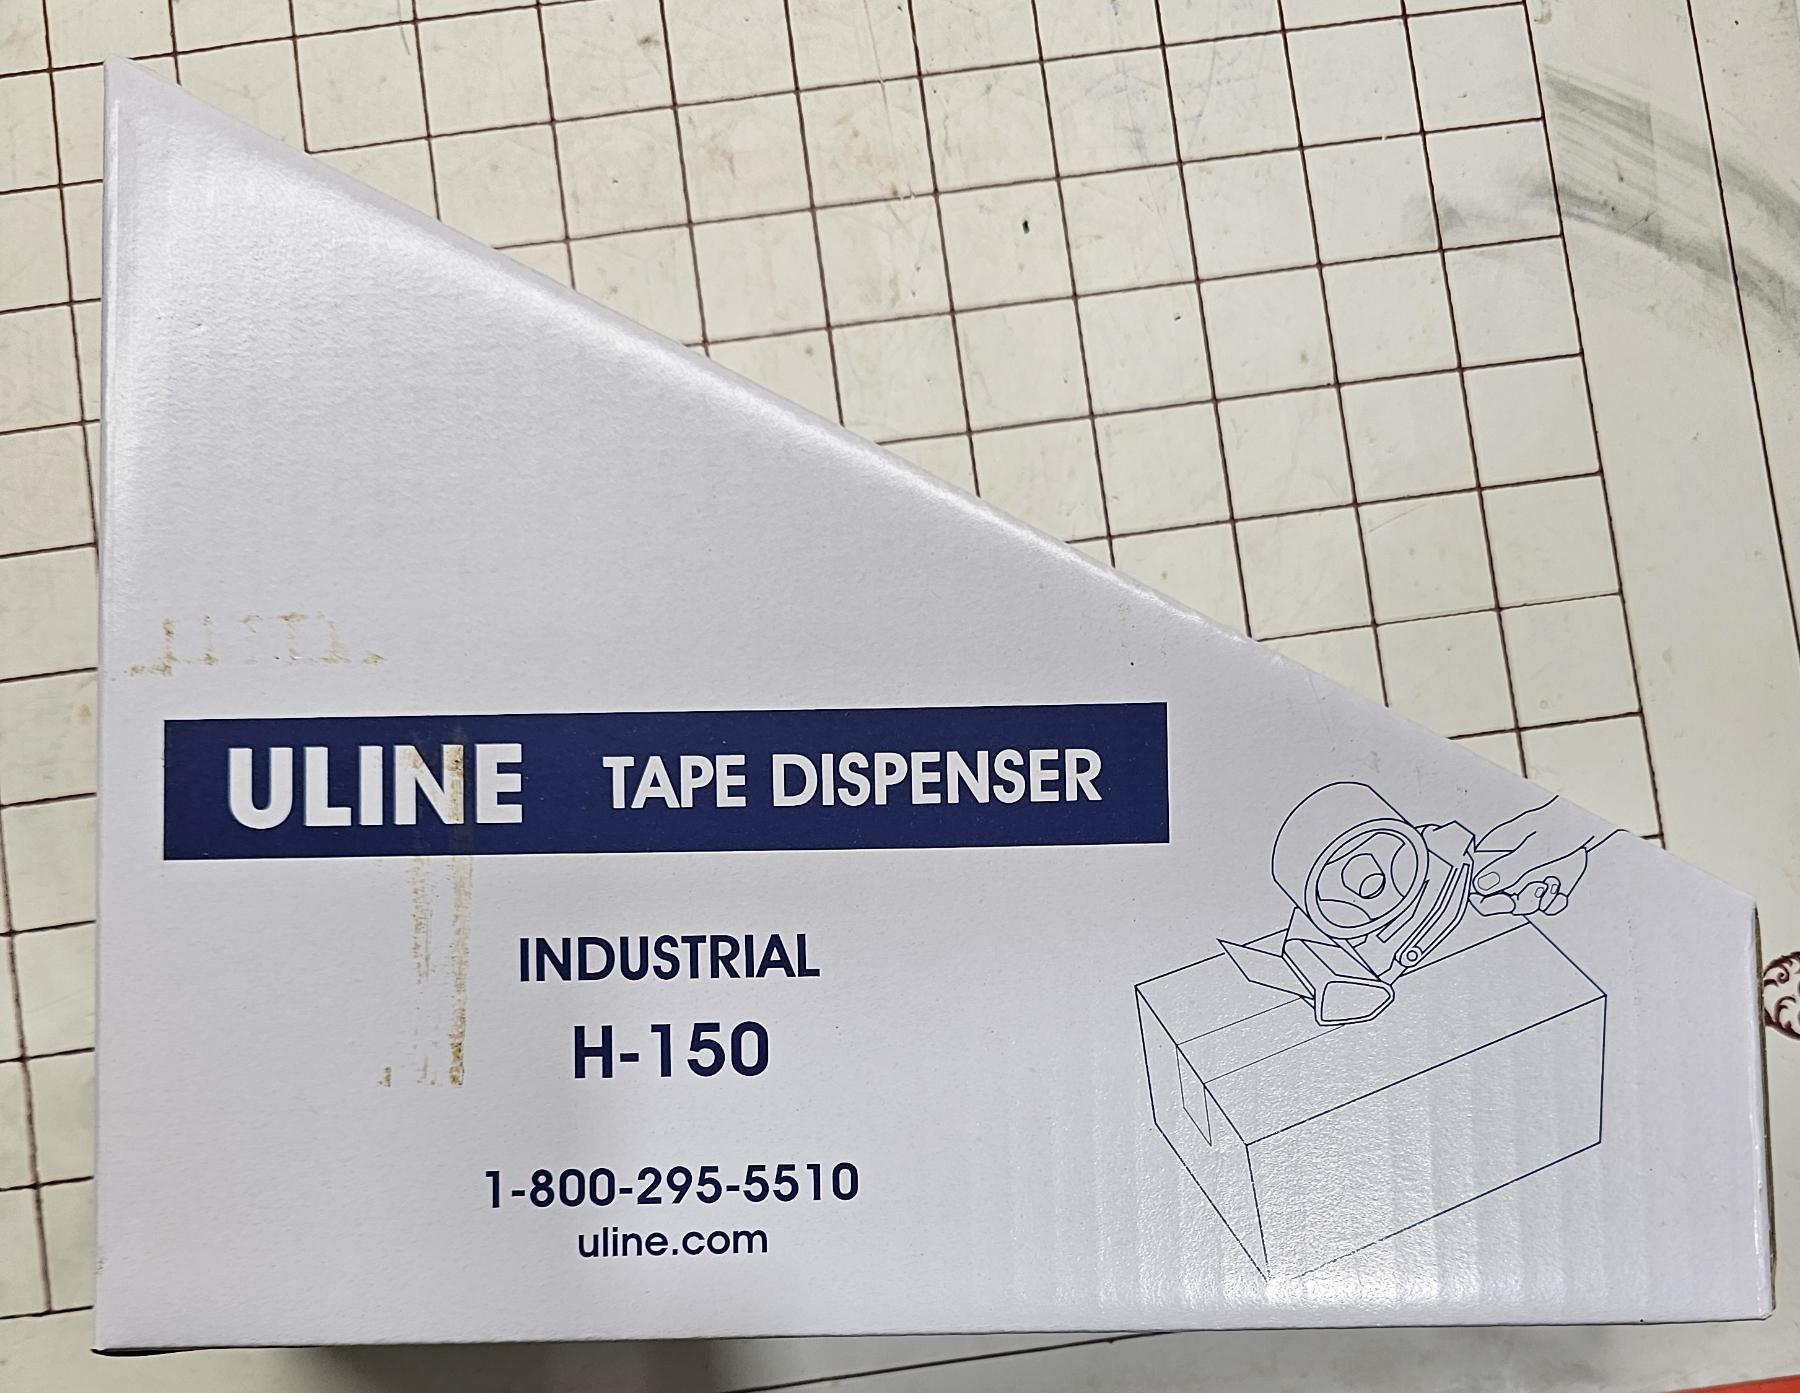 ULINE TAPE DISPENSER
INDUSTRIAL
H-150
1-800-295-5510
uline.com